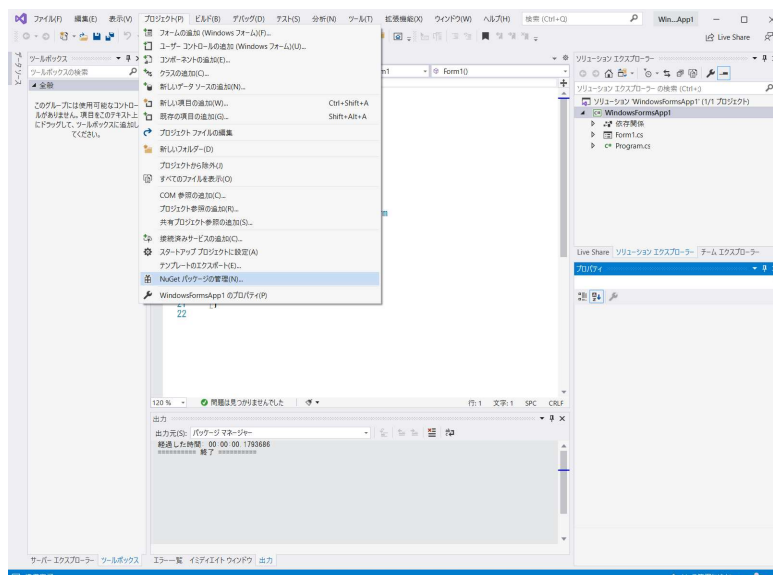 ファイル(F) 編集(E) 表示(V) プロジェクト(P) ビルド(B) デバッグ(D) テスト(S) 分析(N) ツール(T) 拡張機能(X) ウィンドウ(W) ヘルプ(H) 検索 (Ctrl+Q) Win...App1
Live Share
データ ソース
ツールボックス
ツールボックスの検索
全般
このグループには使用可能なコントロー
ルがありません。項目をこのテキスト上
にドラッグして、ツールボックスに追加し
てください。
フォームの追加 (Windows フォーム)(F)...
ユーザー コントロールの追加 (Windows フォーム)(U)...
コンポーネントの追加(E)...
クラスの追加(C)...
新しいデータ ソースの追加(N)...
新しい項目の追加(W)... Ctrl+Shift+A
既存の項目の追加(G)... Shift+Alt+A
プロジェクト ファイルの編集
新しいフォルダー(D)
プロジェクトから除外(J)
すべてのファイルを表示(O)
COM 参照の追加(C)...
プロジェクト参照の追加(R)...
共有プロジェクト参照の追加(S)...
接続済みサービスの追加(C)...
スタートアップ プロジェクトに設定(A)
テンプレートのエクスポート(E)...
NuGet パッケージの管理(N)...
WindowsFormsApp1 のプロパティ(P)
m1 Form1()
m
21
22
120 % 問題は見つかりませんでした 行: 1 文字: 1 SPC CRLF
出力
出力元(S): パッケージ マネージャー
経過した時間: 00:00:00.1793686
========== 終了 ==========
サーバー エクスプローラー ツールボックス エラー一覧 イミディエイト ウィンドウ 出力
ソリューション エクスプローラー
ソリューション エクスプローラー の検索 (Ctrl+;)
ソリューション 'WindowsFormsApp1' (1/1 プロジェクト)
WindowsFormsApp1
依存関係
Form1.cs
C# Program.cs
Live Share ソリューション エクスプローラー チーム エクスプローラー
プロパティ